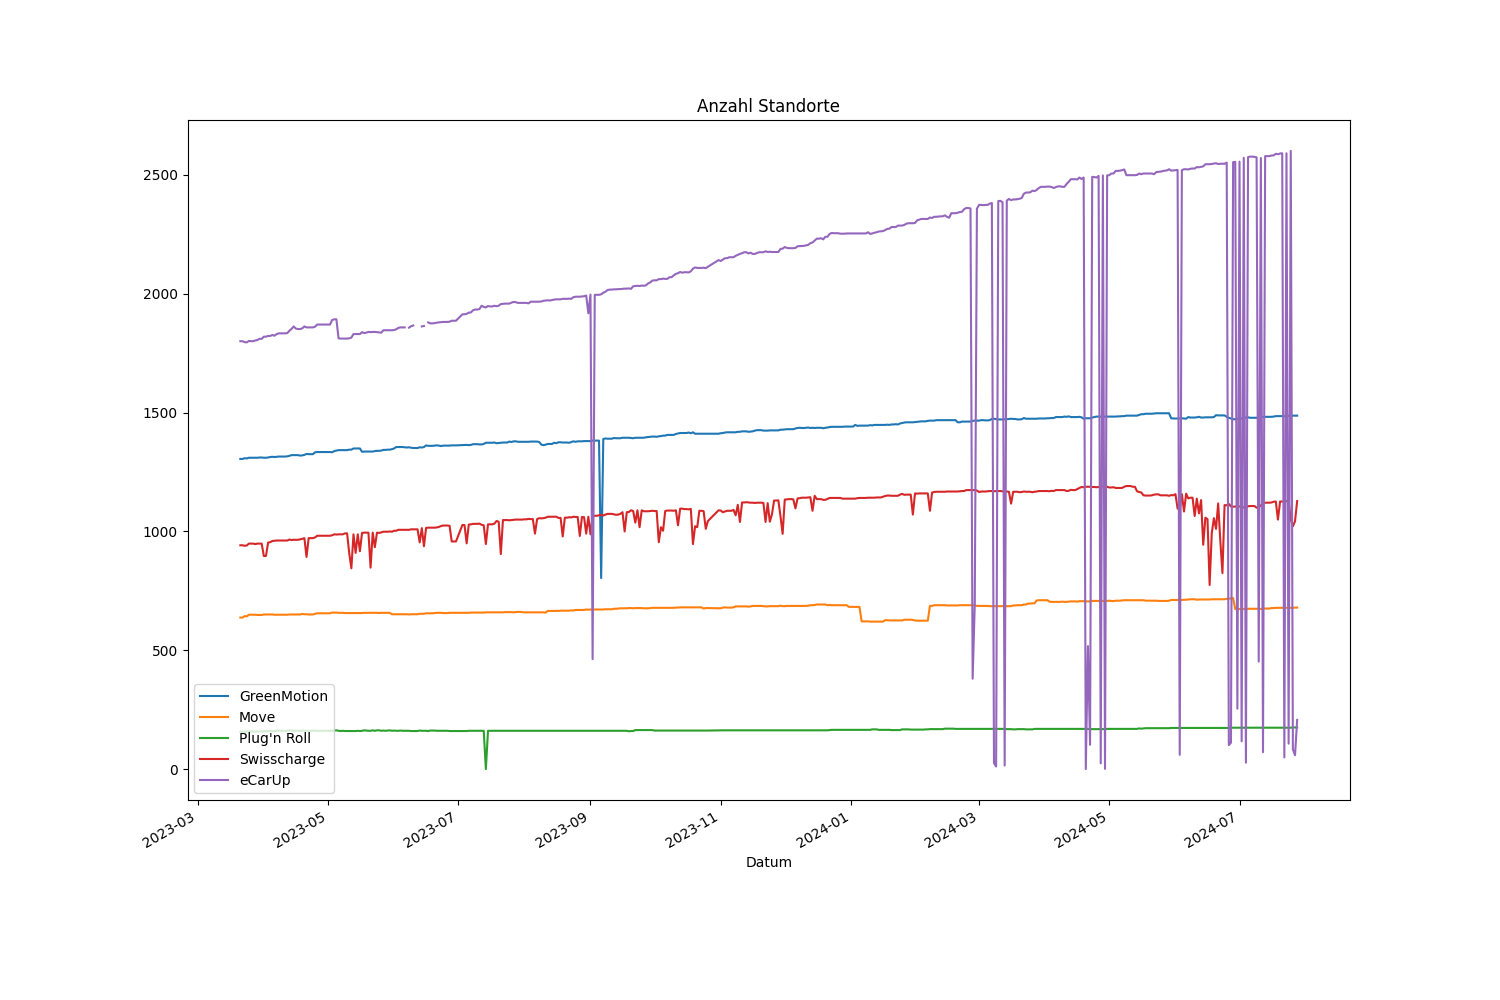 Anzahl Standorte
2500
2000
1500
1000
500
0
GreenMotion
Move
Plug'n Roll
Swisscharge
eCarUp
2023-03
2023-05
2023-07
2023-09
2023-11
2024-01
2024-03
2024-05
2024-07
Datum